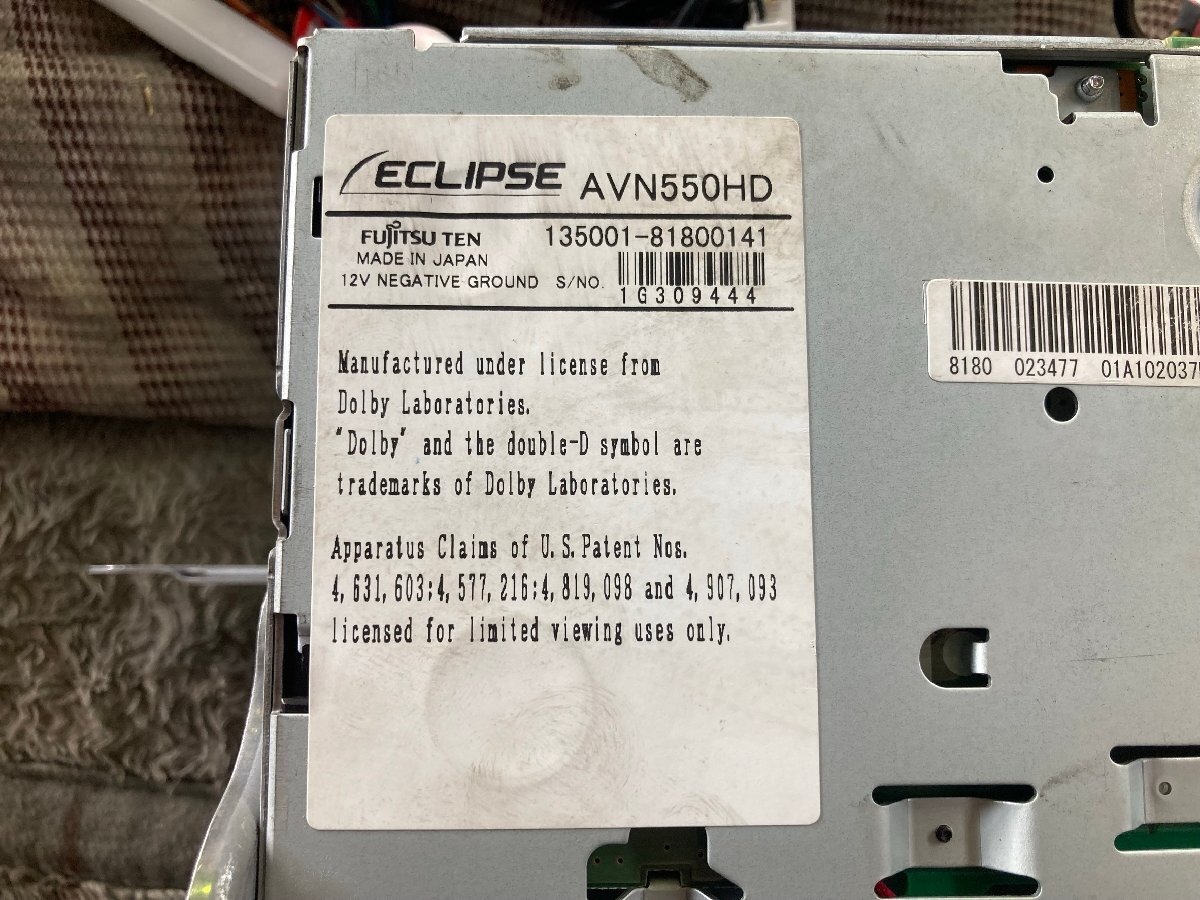 ECLIPSE AVN550HD
FUJITSU TEN 135001-81800141
MADE IN JAPAN
12V NEGATIVE GROUND S/NO.
1G309444
Manufactured under license from
Dolby Laboratories.
"Dolby" and the double-D symbol are
trademarks of Dolby Laboratories.
Apparatus Claims of U.S.Patent Nos.
4,631,603;4,577,216;4,819,098 and 4,907,093
licensed for limited viewing uses only.
8180 023477 01A102037